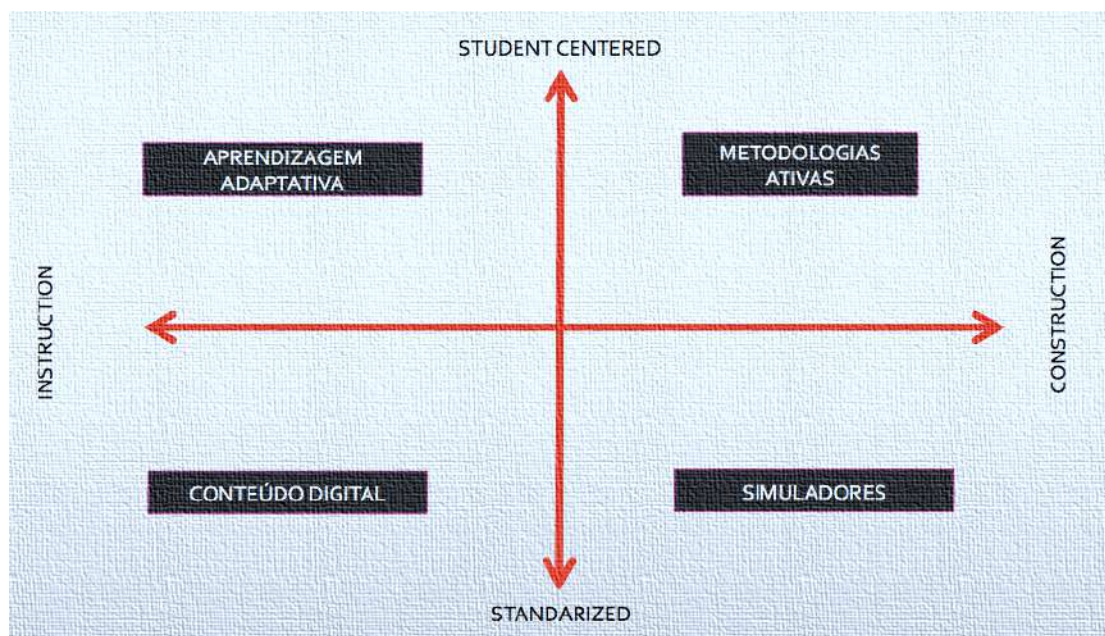 STUDENT CENTERED
APRENDIZAGEM
ADAPTATIVA
METODOLOGIAS
ATIVAS
INSTRUCTION
CONSTRUCTION
CONTEÚDO DIGITAL
SIMULADORES
STANDARIZED